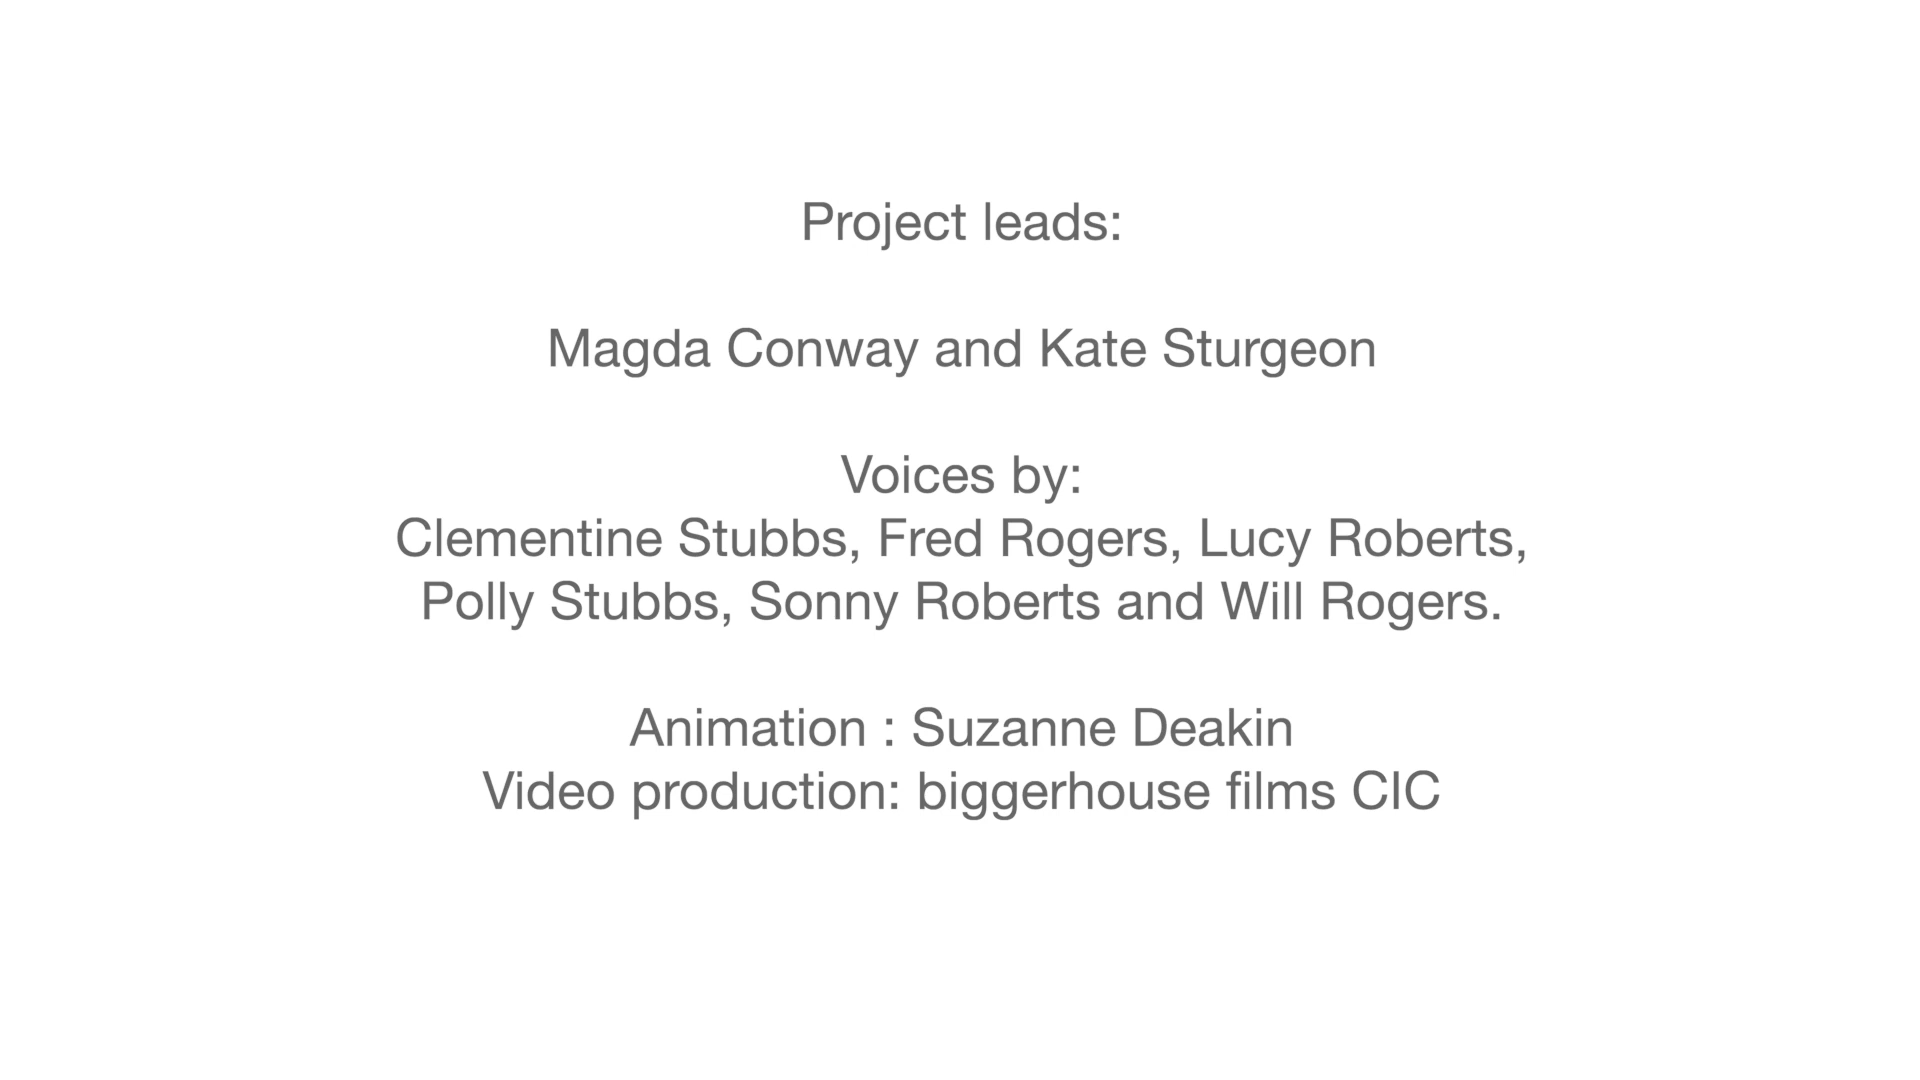 Project leads:
Magda Conway and Kate Sturgeon
Voices by:
Clementine Stubbs, Fred Rogers, Lucy Roberts,
Polly Stubbs, Sonny Roberts and Will Rogers.
Animation : Suzanne Deakin
Video production: biggerhouse films CIC